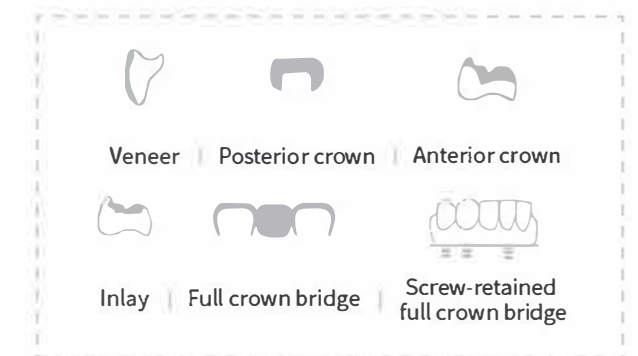 Veneer | Posterior crown | Anterior crown
Inlay | Full crown bridge | Screw-retained
full crown bridge